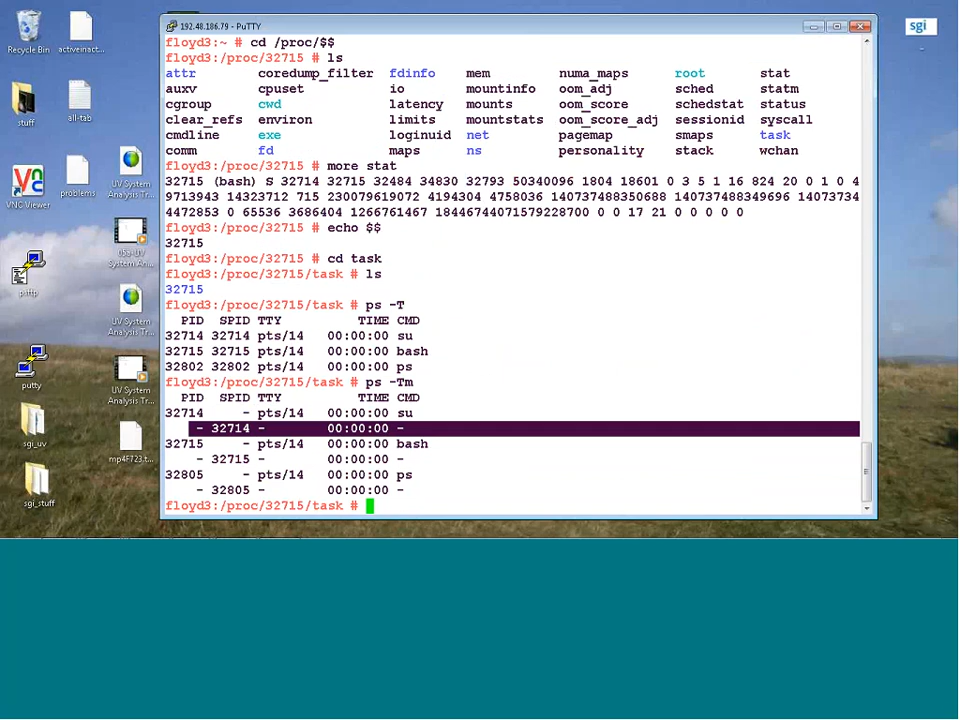 192.48.186.79 - PuTTY
floyd3:~ # cd /proc/$$
floyd3:/proc/32715 # ls
attr coredump_filter fdinfo mem numa_maps root stat
auxv cpuset io mountinfo oom_adj sched statm
cgroup cwd latency mounts oom_score schedstat status
clear_refs environ limits mountstats oom_score_adj sessionid syscall
cmdline exe loginuid net pagemap smaps task
comm fd maps ns personality stack wchan
floyd3:/proc/32715 # more stat
32715 (bash) S 32714 32715 32484 34830 32793 50340096 1804 18601 0 3 5 1 16 824 20 0 1 0 4
9713943 14323712 715 230079619072 4194304 4758036 140737488350688 140737488349696 14073734
4472853 0 65536 3686404 1266761467 18446744071579228700 0 0 17 21 0 0 0 0 0
floyd3:/proc/32715 # echo $$
32715
floyd3:/proc/32715 # cd task
floyd3:/proc/32715/task # ls
32715
floyd3:/proc/32715/task # ps -T
PID SPID TTY TIME CMD
32714 32714 pts/14 00:00:00 su
32715 32715 pts/14 00:00:00 bash
32802 32802 pts/14 00:00:00 ps
floyd3:/proc/32715/task # ps -Tm
PID SPID TTY TIME CMD
32714 - pts/14 00:00:00 su
- 32714 - 00:00:00 -
32715 - pts/14 00:00:00 bash
- 32715 - 00:00:00 -
32805 - pts/14 00:00:00 ps
- 32805 - 00:00:00 -
floyd3:/proc/32715/task #
Recycle Bin
activeinact...
stuff
all-tab
VNC Viewer
problems
UV System
Analysis Tr...
053-UV
System An...
psftp
UV System
Analysis Tr...
putty
UV System
Analysis Tr...
sgi_uv
mp4F723.t...
sgi_stuff
sgi